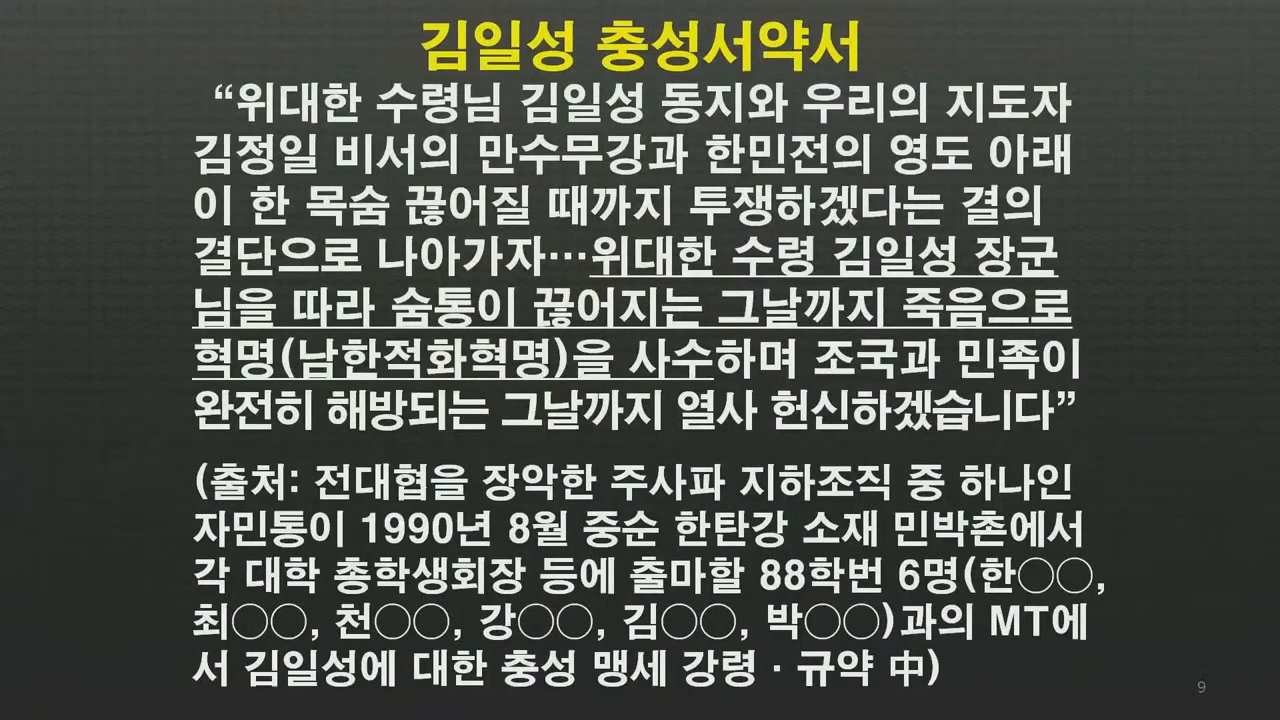 김일성 충성서약서
“위대한 수령님 김일성 동지와 우리의 지도자
김정일 비서의 만수무강과 한민전의 영도 아래
이 한 목숨 끊어질 때까지 투쟁하겠다는 결의
결단으로 나아가자…위대한 수령 김일성 장군
님을 따라 숨통이 끊어지는 그날까지 죽음으로
혁명(남한적화혁명)을 사수하며 조국과 민족이
완전히 해방되는 그날까지 열사 헌신하겠습니다”
(출처: 전대협을 장악한 주사파 지하조직 중 하나인
자민통이 1990년 8월 중순 한탄강 소재 민박촌에서
각 대학 총학생회장 등에 출마할 88학번 6명(한○○,
최○○, 천○○, 강○○, 김○○, 박○○)과의 MT에
서 김일성에 대한 충성 맹세 강령·규약 中)
9